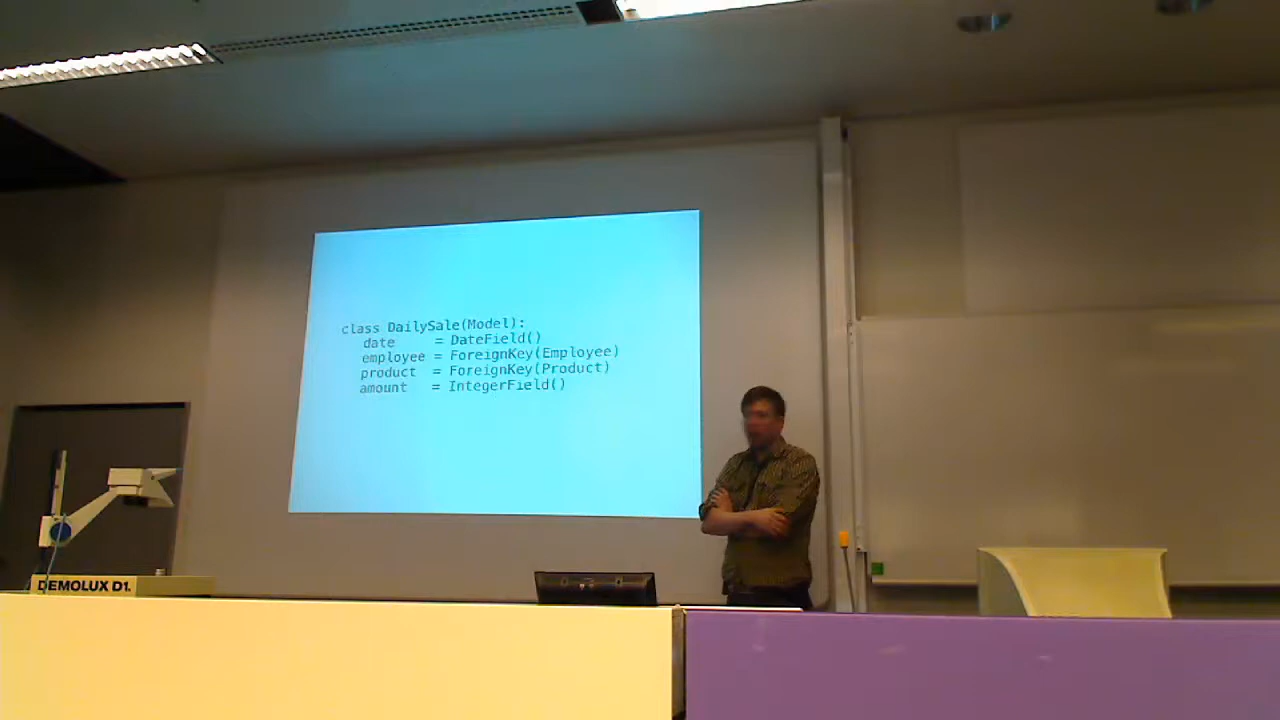 class DailySale(Model):
date = DateField()
employee = ForeignKey(Employee)
product = ForeignKey(Product)
amount = IntegerField()
DEMOLUX D1.